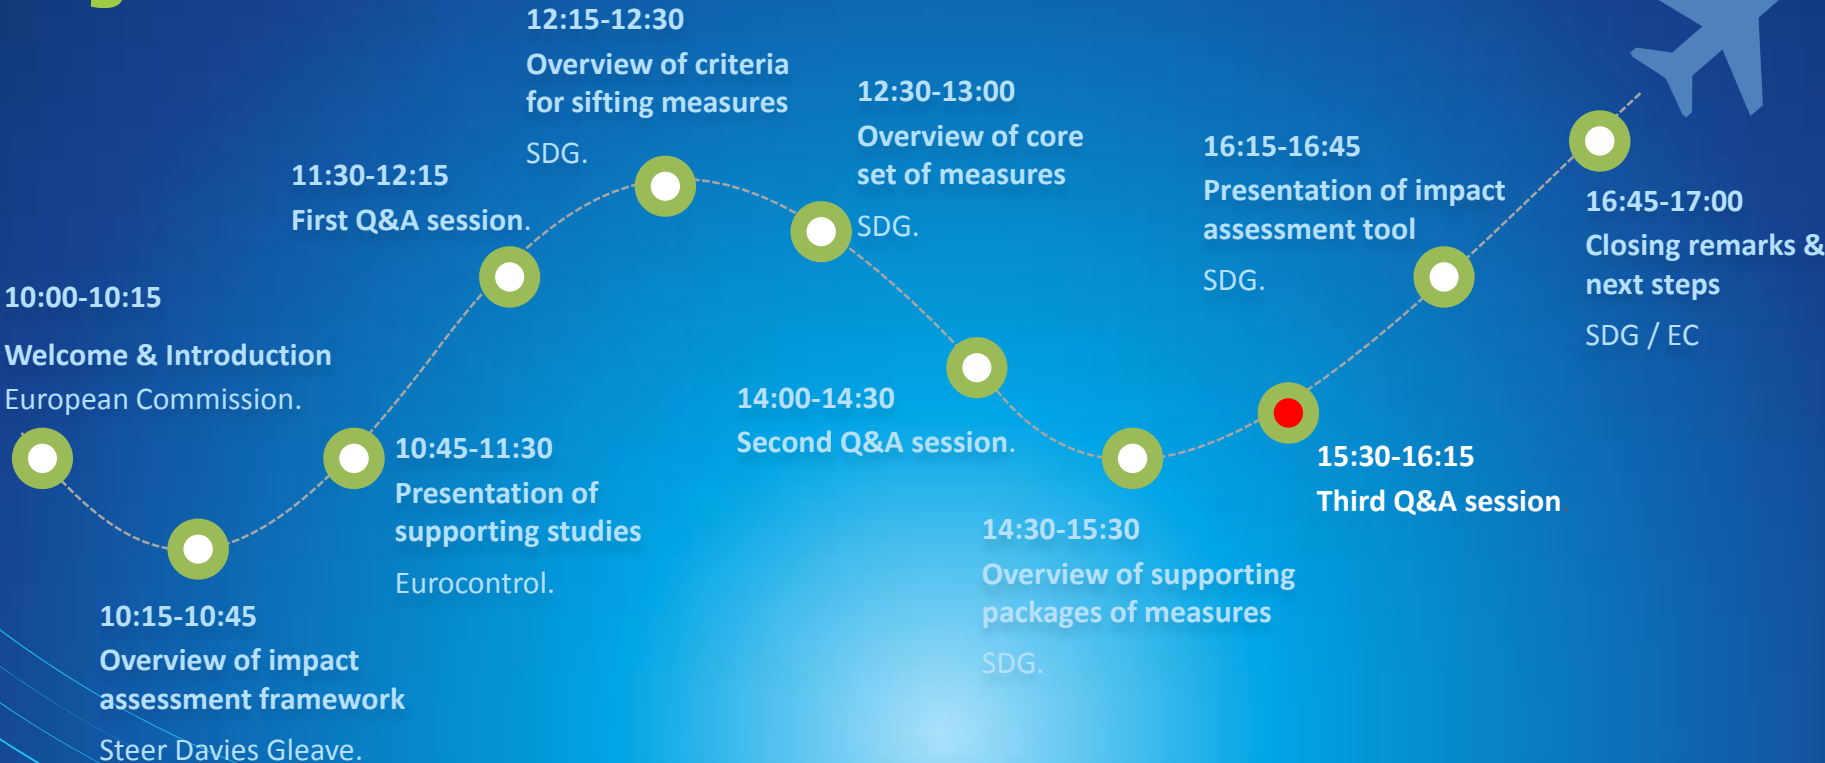 10:00-10:15
Welcome & Introduction
European Commission.
10:15-10:45
Overview of impact
assessment framework
Steer Davies Gleave.
10:45-11:30
Presentation of
supporting studies
Eurocontrol.
11:30-12:15
First Q&A session.
12:15-12:30
Overview of criteria
for sifting measures
SDG.
12:30-13:00
Overview of core
set of measures
SDG.
14:00-14:30
Second Q&A session.
14:30-15:30
Overview of supporting
packages of measures
SDG.
15:30-16:15
Third Q&A session.
16:15-16:45
Presentation of impact
assessment tool
SDG.
16:45-17:00
Closing remarks &
next steps
SDG / EC